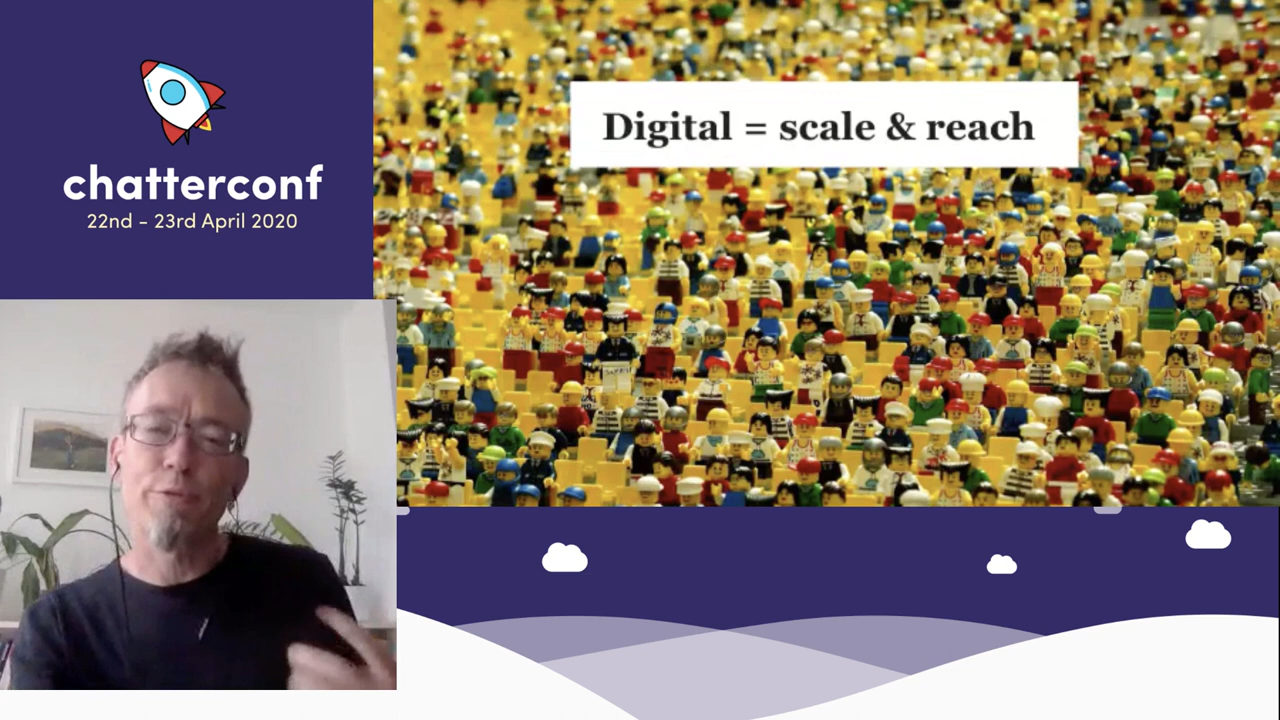 chatterconf
22nd - 23rd April 2020
Digital = scale & reach